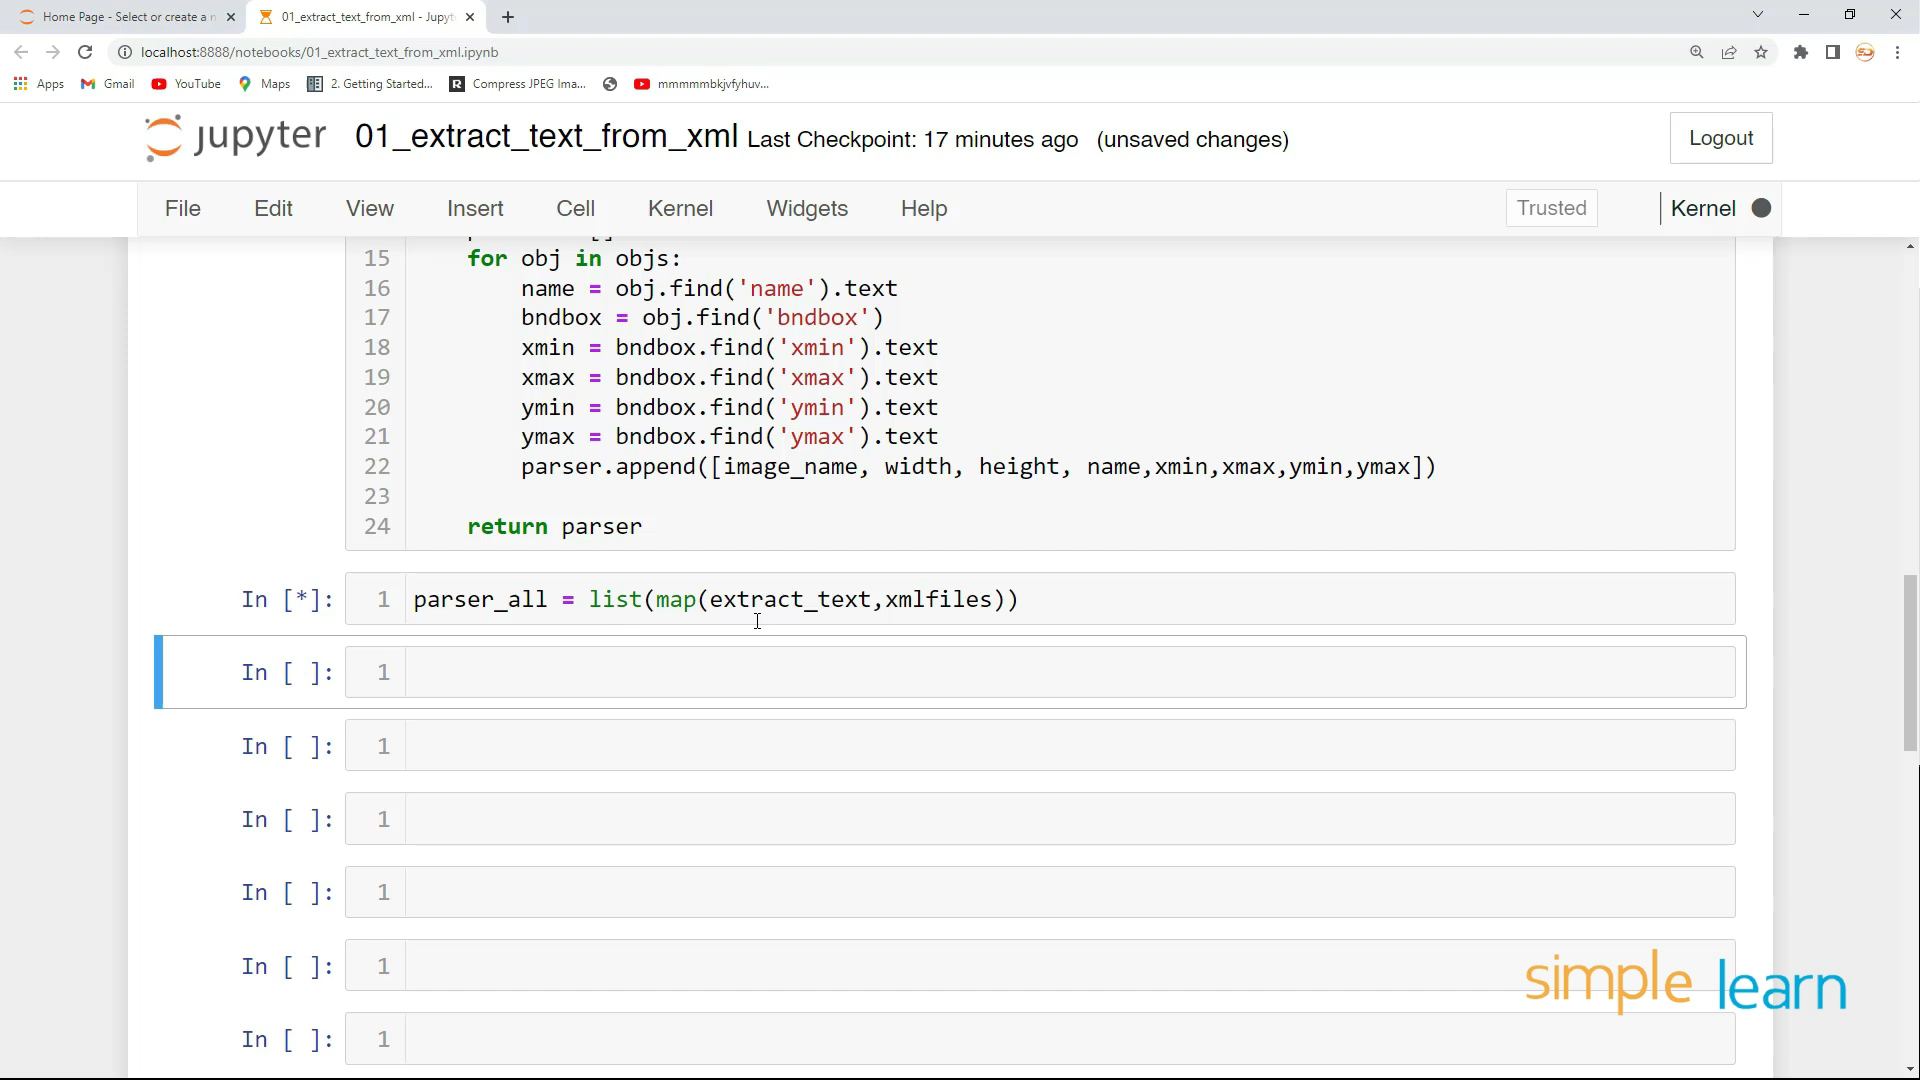 Home Page - Select or create a n
01_extract_text_from_xml - Jupyt
localhost:8888/notebooks/01_extract_text_from_xml.ipynb
Apps Gmail YouTube Maps 2. Getting Started... Compress JPEG Ima... mmmmmbkjvfyhuv...
jupyter 01_extract_text_from_xml Last Checkpoint: 17 minutes ago (unsaved changes) Logout
File Edit View Insert Cell Kernel Widgets Help Trusted Kernel
15 for obj in objs:
16 name = obj.find('name').text
17 bndbox = obj.find('bndbox')
18 xmin = bndbox.find('xmin').text
19 xmax = bndbox.find('xmax').text
20 ymin = bndbox.find('ymin').text
21 ymax = bndbox.find('ymax').text
22 parser.append([image_name, width, height, name,xmin,xmax,ymin,ymax])
23
24 return parser
In [*]: 1 parser_all = list(map(extract_text,xmlfiles))
In [ ]: 1
In [ ]: 1
In [ ]: 1
In [ ]: 1
In [ ]: 1
In [ ]: 1
simple learn